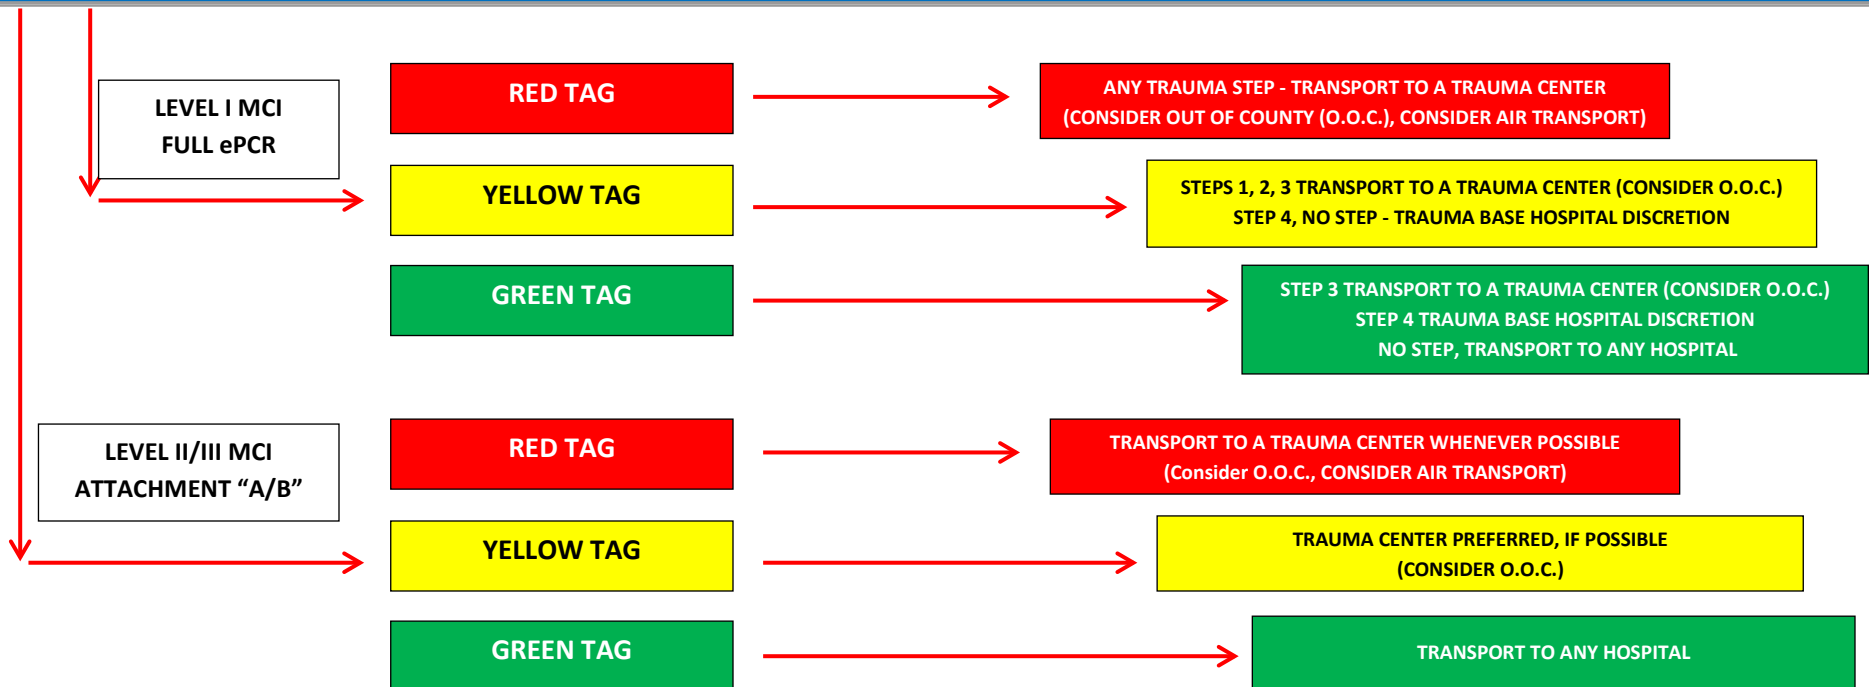 LEVEL I MCI
FULL ePCR
RED TAG
ANY TRAUMA STEP - TRANSPORT TO A TRAUMA CENTER
(CONSIDER OUT OF COUNTY (O.O.C.), CONSIDER AIR TRANSPORT)
YELLOW TAG
STEPS 1, 2, 3 TRANSPORT TO A TRAUMA CENTER (CONSIDER O.O.C.)
STEP 4, NO STEP - TRAUMA BASE HOSPITAL DISCRETION
GREEN TAG
STEP 3 TRANSPORT TO A TRAUMA CENTER (CONSIDER O.O.C.)
STEP 4 TRAUMA BASE HOSPITAL DISCRETION
NO STEP, TRANSPORT TO ANY HOSPITAL
LEVEL II/III MCI
ATTACHMENT “A/B”
RED TAG
TRANSPORT TO A TRAUMA CENTER WHENEVER POSSIBLE
(Consider O.O.C., CONSIDER AIR TRANSPORT)
YELLOW TAG
TRAUMA CENTER PREFERRED, IF POSSIBLE
(CONSIDER O.O.C.)
GREEN TAG
TRANSPORT TO ANY HOSPITAL